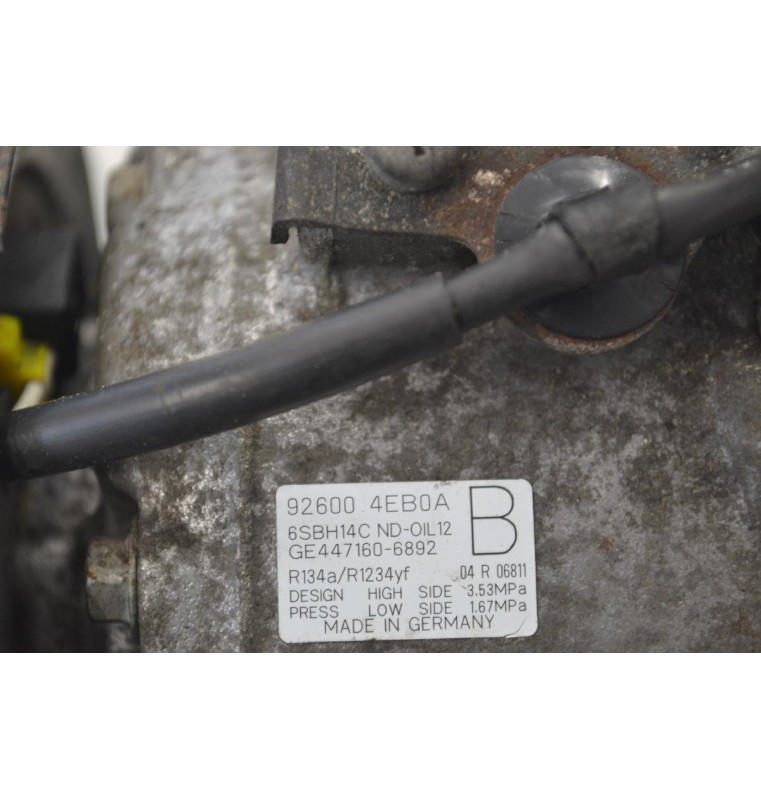 92600 4EB0A B
6SBH14C ND-OIL12
GE447160-6892
R134a/R1234yf 04 R 06811
DESIGN HIGH SIDE 3.53MPa
PRESS LOW SIDE 1.67MPa
MADE IN GERMANY